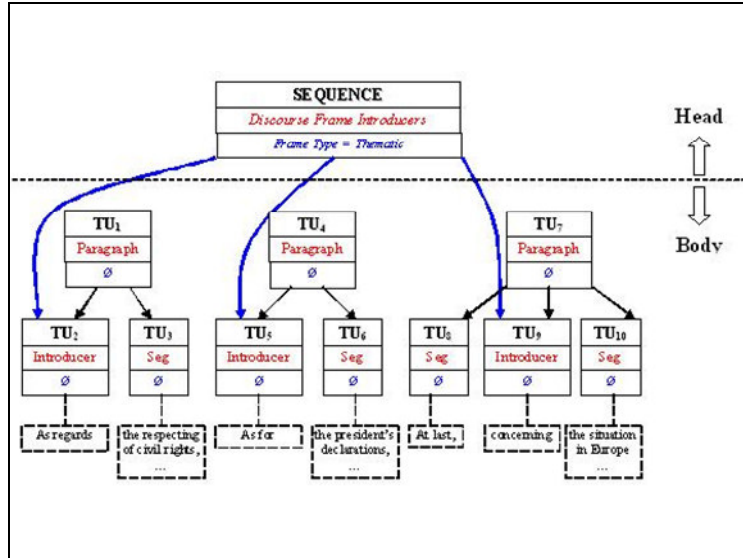 SEQUENCE
Discourse Frame Introducers
Frame Type = Thematic
Head
Body
TU1
Paragraph
Ø
TU4
Paragraph
Ø
TU7
Paragraph
Ø
TU2
Introducer
Ø
TU3
Seg
Ø
TU5
Introducer
Ø
TU6
Seg
Ø
TU8
Seg
Ø
TU9
Introducer
Ø
TU10
Seg
Ø
As regards
the respecting
of civil rights,
...
As for
the president's
declarations,
...
At last,
concerning
the situation
in Europe
...